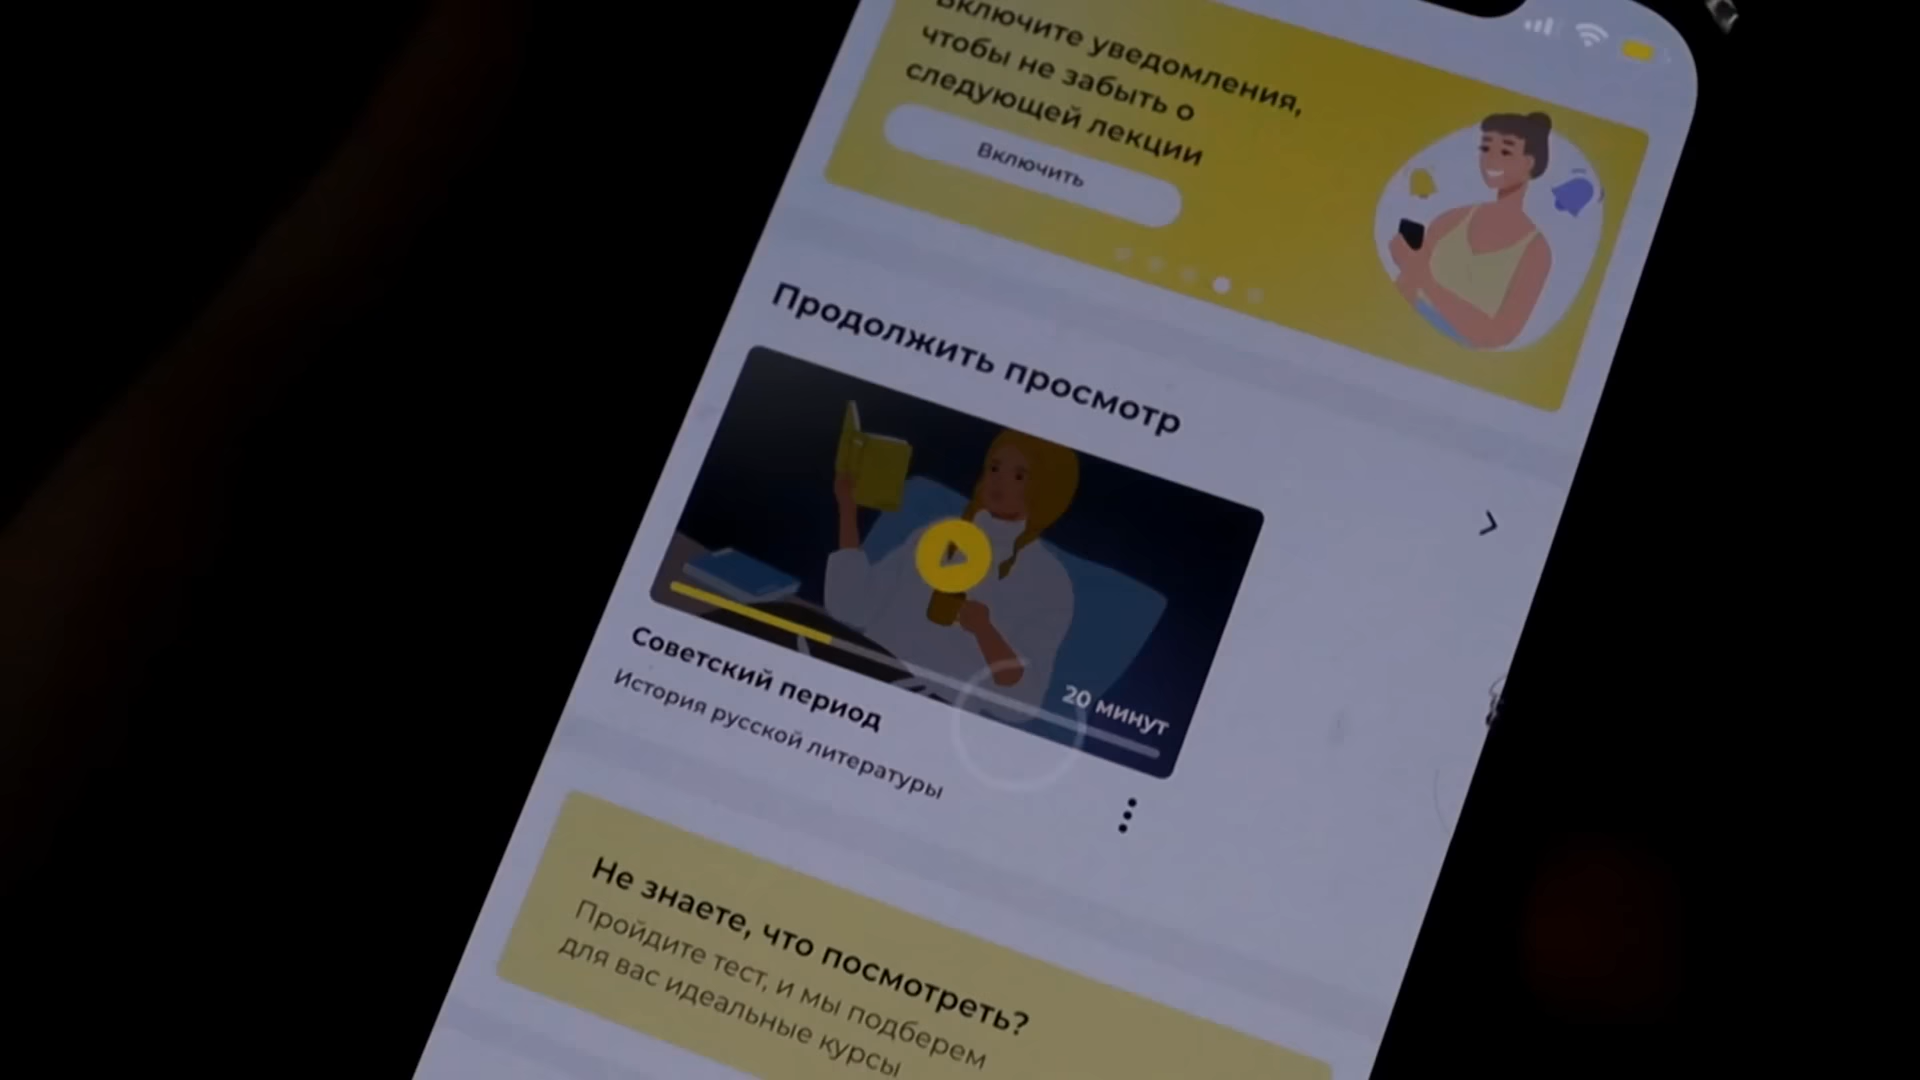 Включите уведомления,
чтобы не забыть о
следующей лекции
Включить
Продолжить просмотр
20 минут
Советский период
История русской литературы
Не знаете, что посмотреть?
Пройдите тест, и мы подберем
для вас идеальные курсы